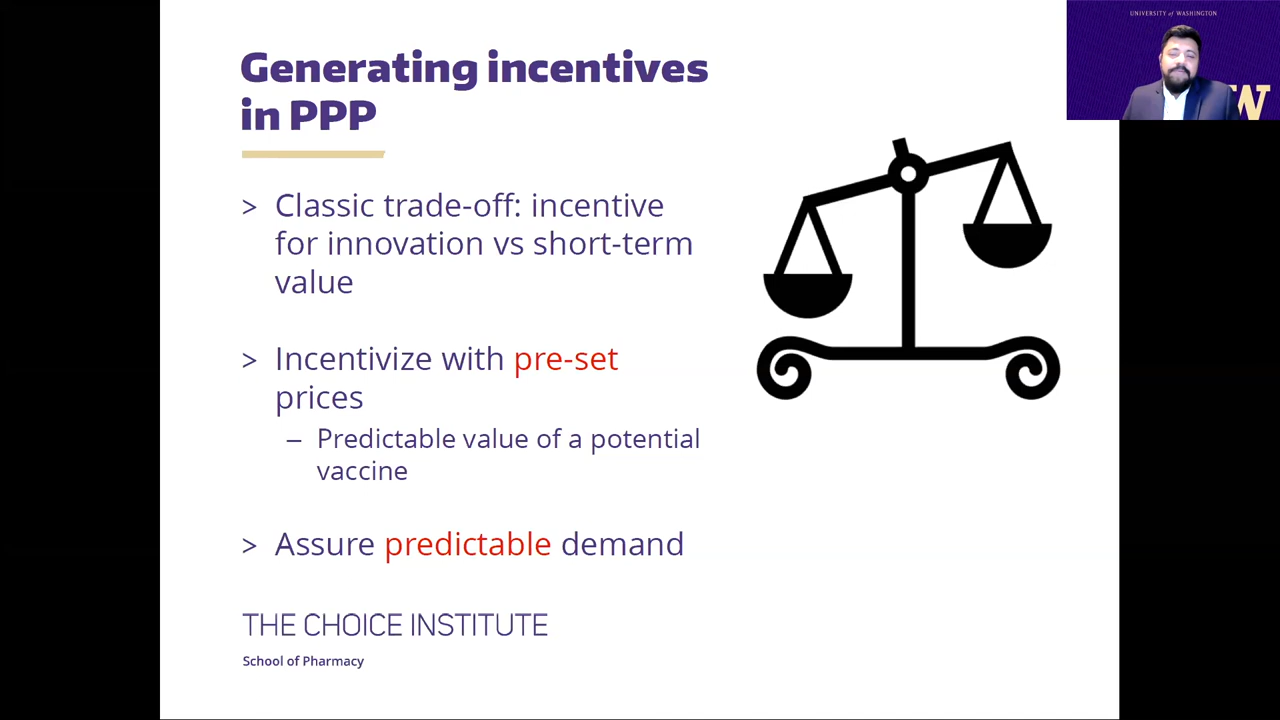 UNIVERSITY of WASHINGTON
W
Generating incentives
in PPP
> Classic trade-off: incentive
for innovation vs short-term
value
> Incentivize with pre-set
prices
– Predictable value of a potential
vaccine
> Assure predictable demand
THE CHOICE INSTITUTE
School of Pharmacy